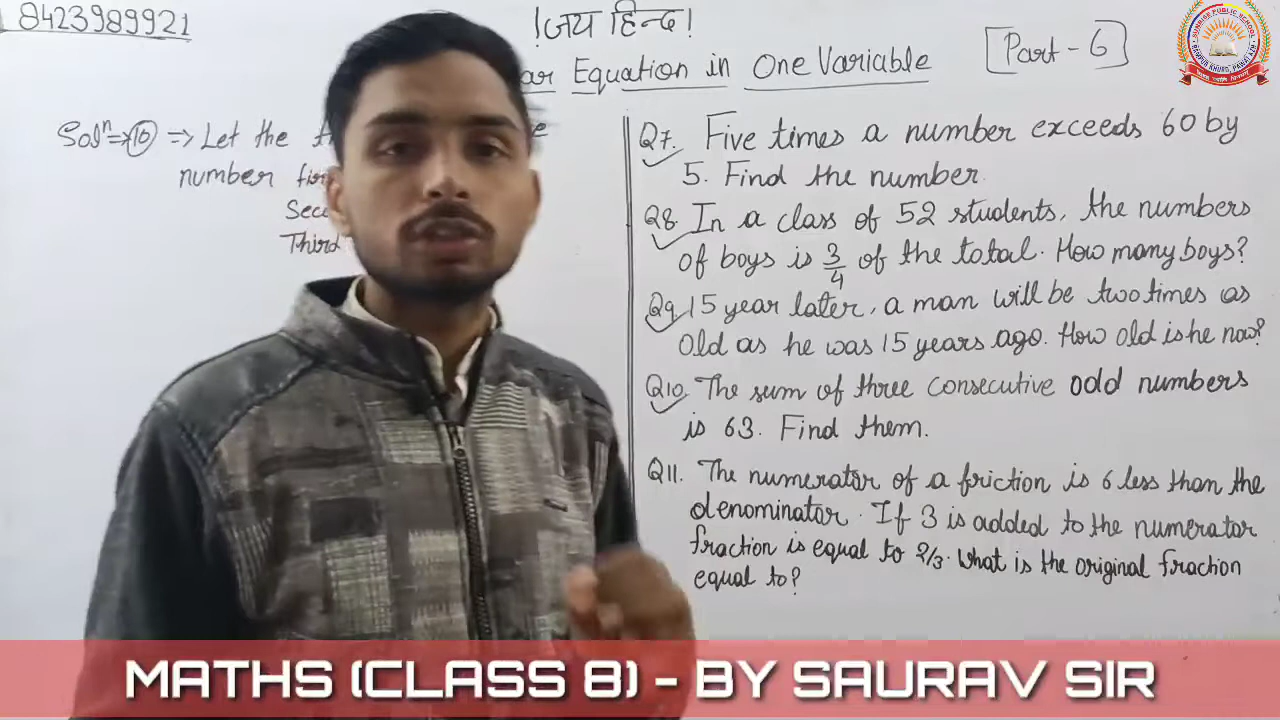 8423989921
!जय हिन्द!
Equation in One Variable
[Part-6]
SUNRISE PUBLIC SCHOOL
Solⁿ⇒ 10 ⇒ Let the
number
Third
Q7. Five times a number exceeds 60 by
5. Find the number.
Q8. In a class of 52 students, the numbers
of boys is 3/4 of the total. How many boys?
Q9. 15 year later, a man will be two times as
old as he was 15 years ago. How old is he now?
Q10. The sum of three consecutive odd numbers
is 63. Find them.
Q11. The numerator of a friction is 6 less than the
denominator. If 3 is added to the numerator
fraction is equal to 2/3. What is the original fraction
equal to?
MATHS (CLASS 8) - BY SAURAV SIR